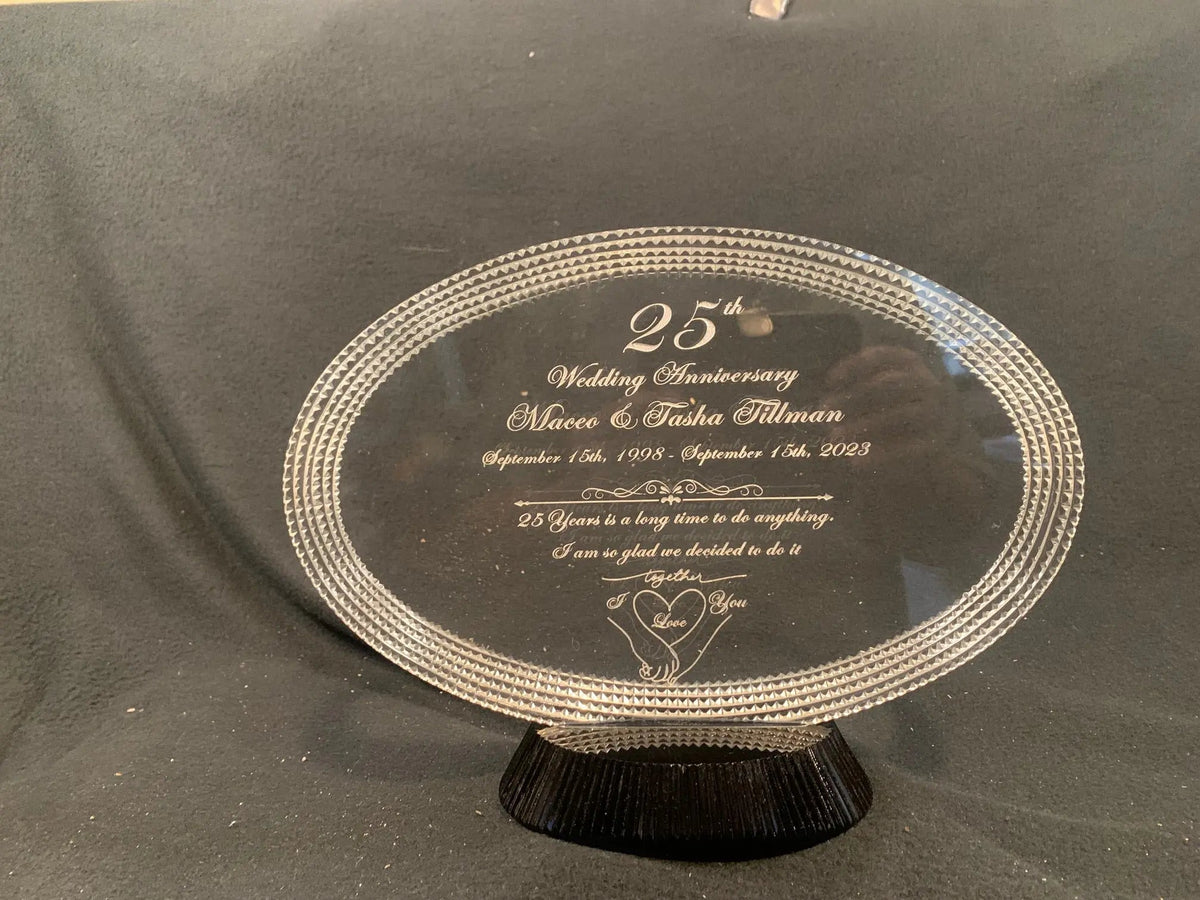 25th
Wedding Anniversary
Maceo & Tasha Tillman
September 15th, 1998 - September 15th, 2023
25 Years is a long time to do anything.
I am so glad we decided to do it
together
I Love You